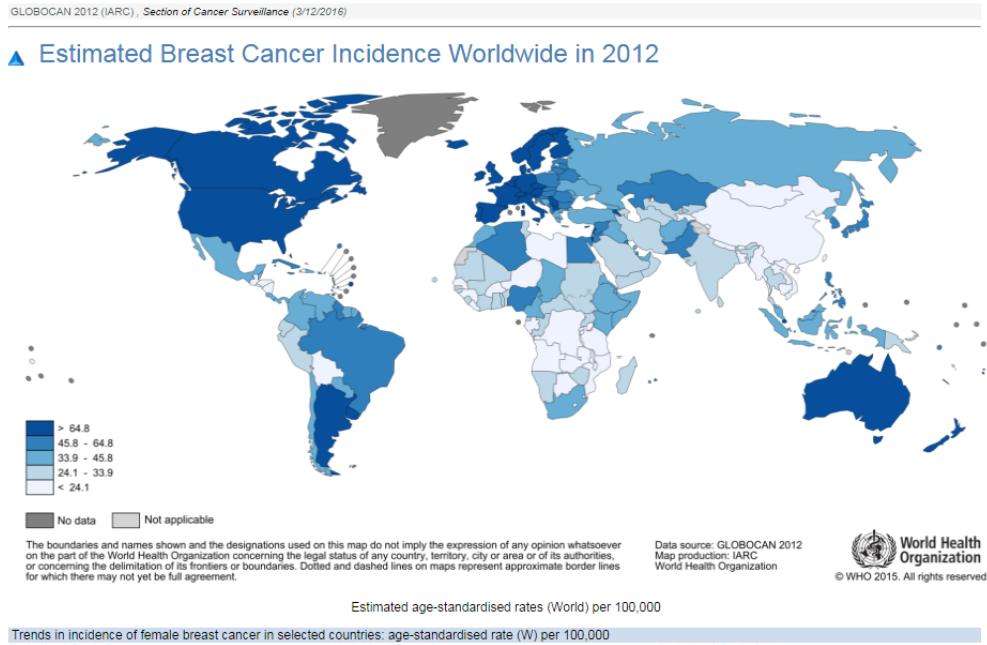 GLOBOCAN 2012 (IARC) , Section of Cancer Surveillance (3/12/2016)
Estimated Breast Cancer Incidence Worldwide in 2012
> 64.8
45.8 - 64.8
33.9 - 45.8
24.1 - 33.9
< 24.1
No data
Not applicable
The boundaries and names shown and the designations used on this map do not imply the expression of any opinion whatsoever
on the part of the World Health Organization concerning the legal status of any country, territory, city or area or of its authorities,
or concerning the delimitation of its frontiers or boundaries. Dotted and dashed lines on maps represent approximate border lines
for which there may not yet be full agreement.
Data source: GLOBOCAN 2012
Map production: IARC
World Health Organization
World Health
Organization
© WHO 2015. All rights reserved
Estimated age-standardised rates (World) per 100,000
Trends in incidence of female breast cancer in selected countries: age-standardised rate (W) per 100,000